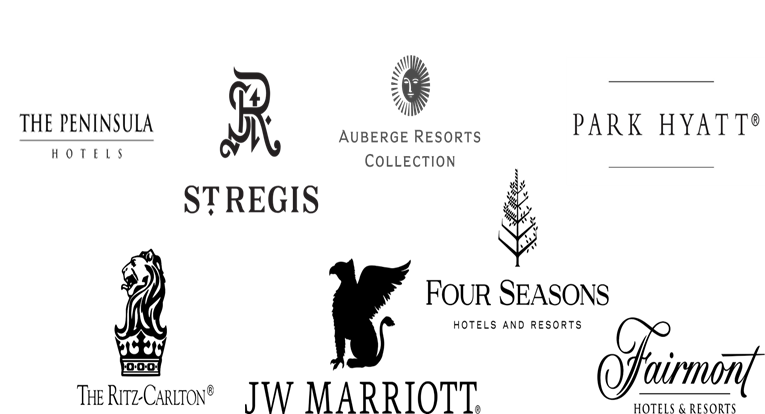 THE PENINSULA
HOTELS
ST REGIS
AUBERGE RESORTS
COLLECTION
PARK HYATT®
FOUR SEASONS
HOTELS AND RESORTS
THE RITZ-CARLTON®
JW MARRIOTT®
Fairmont
HOTELS & RESORTS